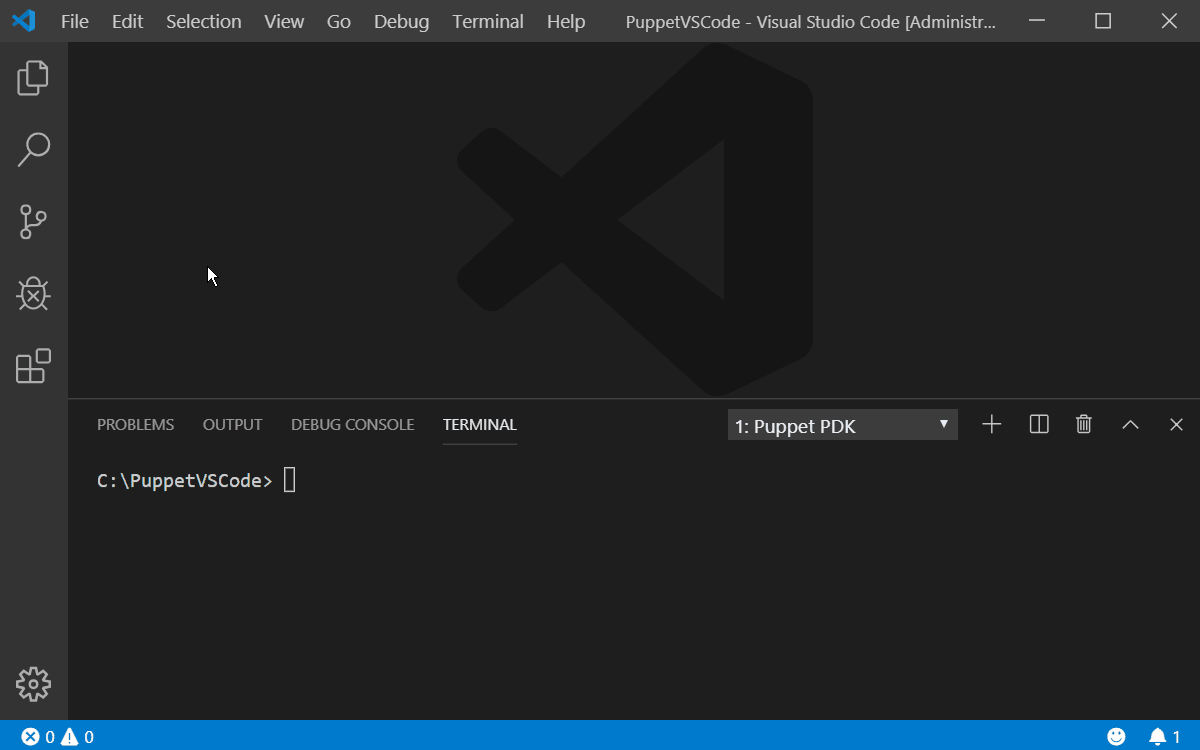 File Edit Selection View Go Debug Terminal Help PuppetVSCode - Visual Studio Code [Administr...
PROBLEMS OUTPUT DEBUG CONSOLE TERMINAL 1: Puppet PDK
C:\PuppetVSCode>
0 0 1